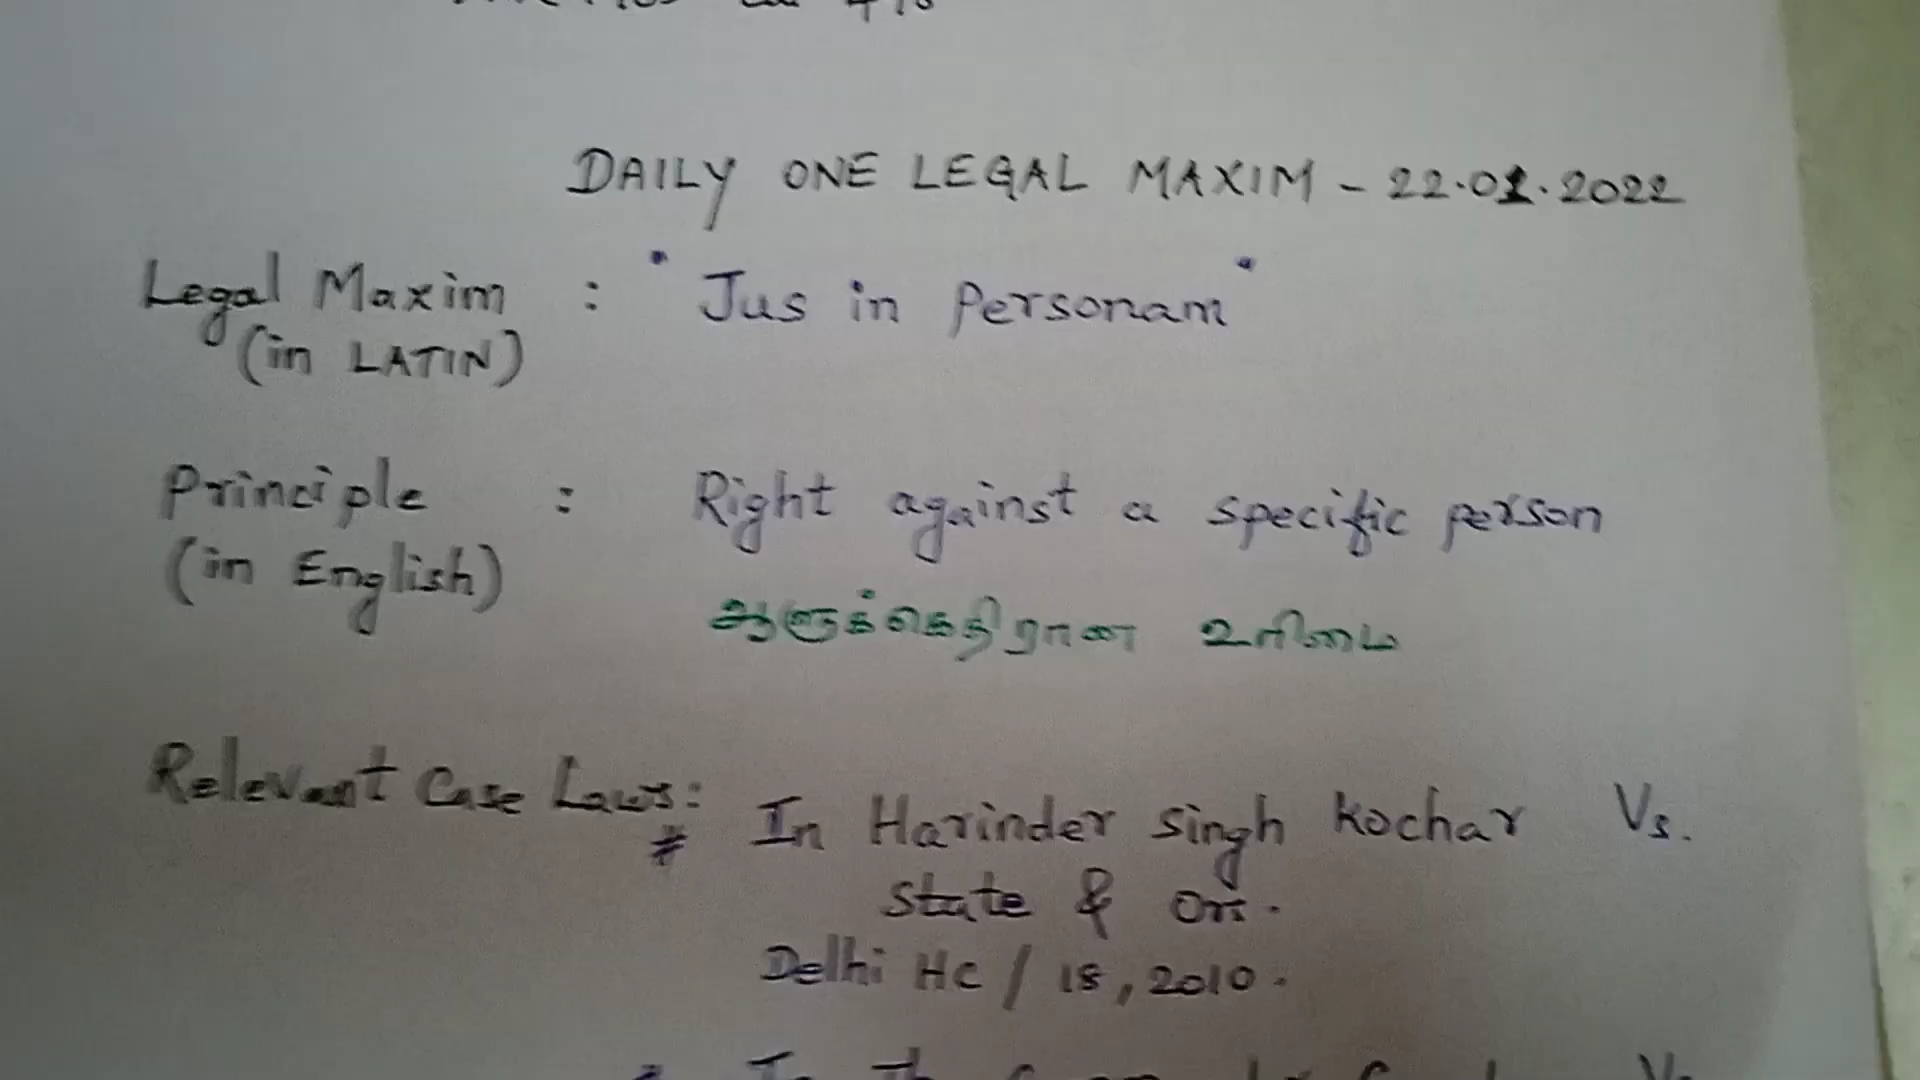 DAILY ONE LEGAL MAXIM - 22.01.2022
Legal Maxim : "Jus in Personam"
(in LATIN)
Principle : Right against a specific person
(in English)
ஆளுக்கெதிரான உரிமை
Relevant Case Laws:
* In Harinder Singh Kochar Vs.
State & Ors.
Delhi HC / 18, 2010.